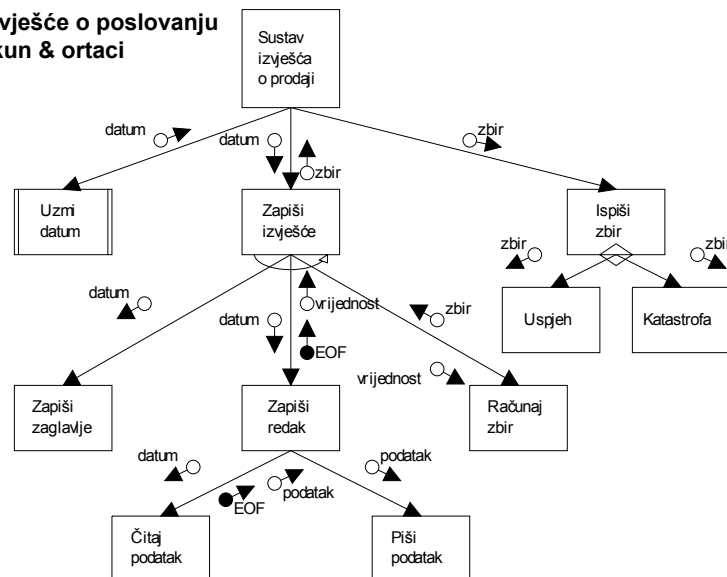 vješće o poslovanju
kun & ortaci
Sustav
izvješća
o prodaji
datum
datum
zbir
zbir
Uzmi
datum
Zapiši
izvješće
Ispiši
zbir
zbir
zbir
datum
datum
vrijednost
EOF
zbir
Uspjeh
Katastrofa
vrijednost
Zapiši
zaglavlje
Zapiši
redak
Računaj
zbir
datum
EOF
podatak
podatak
Čitaj
podatak
Piši
podatak